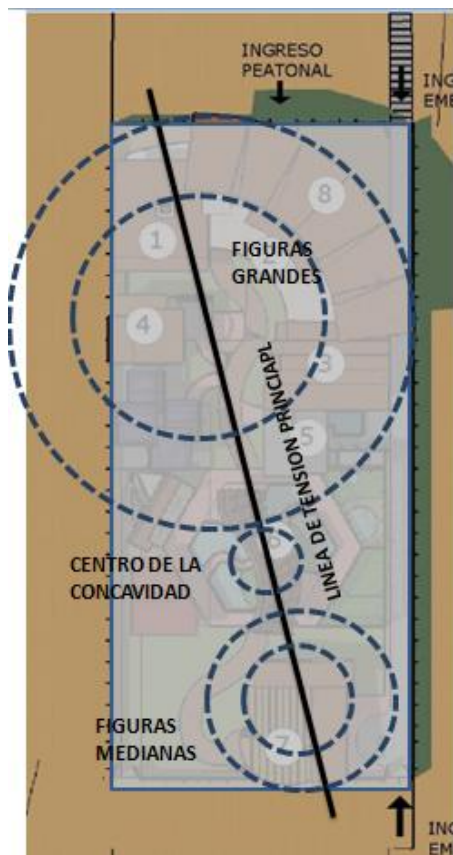 INGRESO
PEATONAL
ING
EME
8
1
FIGURAS
GRANDES
4
3
LINEA DE TENSION PRINCIAPL
5
CENTRO DE LA
CONCAVIDAD
6
FIGURAS
MEDIANAS
7
ING
EM